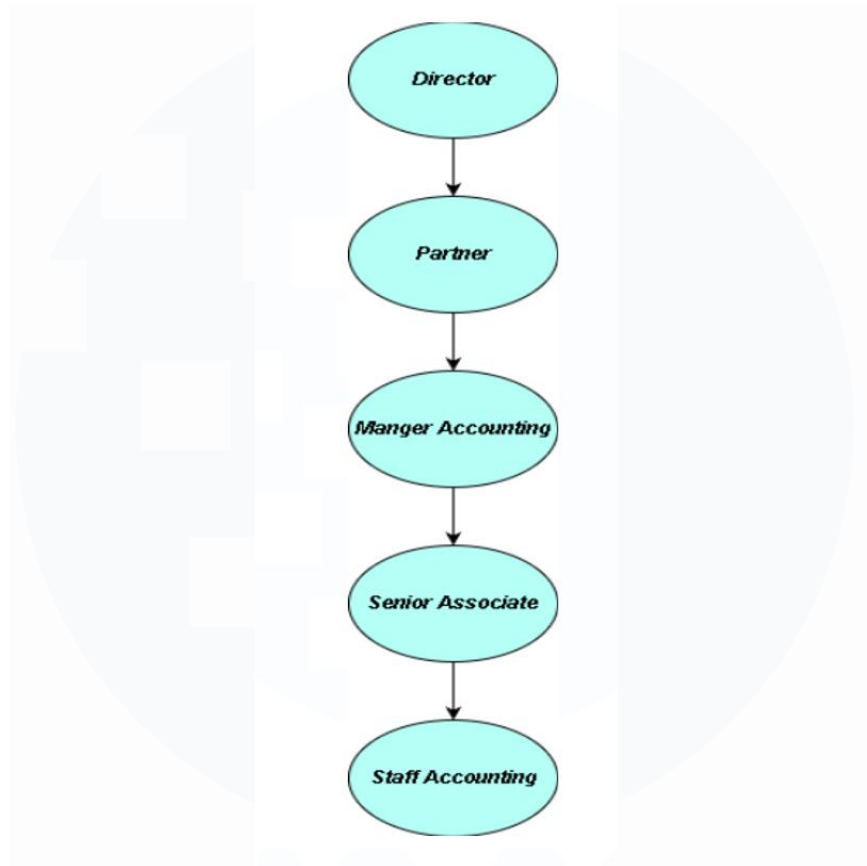 Director
Partner
Manger Accounting
Senior Associate
Staff Accounting